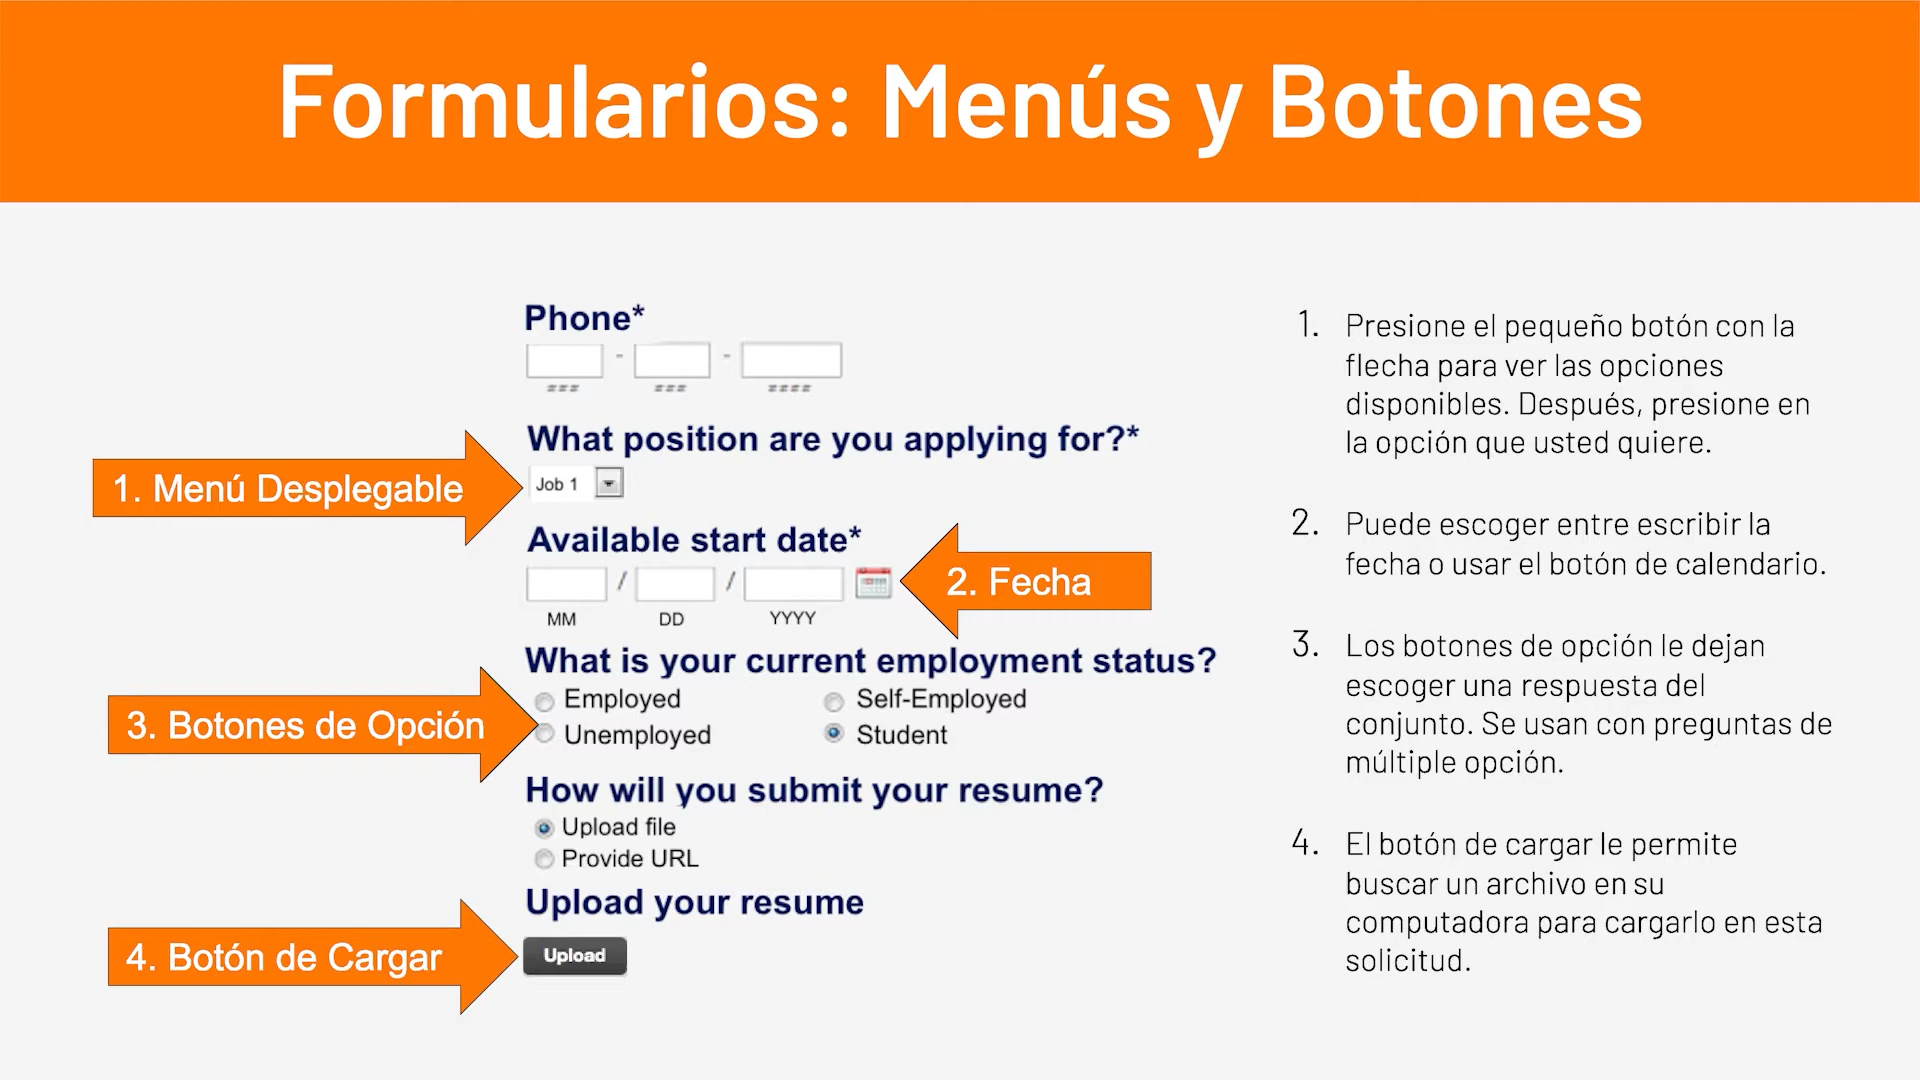 Formularios: Menús y Botones
Phone*
- -
### ### ####
What position are you applying for?*
1. Menú Desplegable
Job 1
Available start date*
/ /
2. Fecha
MM DD YYYY
What is your current employment status?
Employed Self-Employed
3. Botones de Opción
Unemployed Student
How will you submit your resume?
Upload file
Provide URL
Upload your resume
4. Botón de Cargar
Upload
1. Presione el pequeño botón con la
flecha para ver las opciones
disponibles. Después, presione en
la opción que usted quiere.
2. Puede escoger entre escribir la
fecha o usar el botón de calendario.
3. Los botones de opción le dejan
escoger una respuesta del
conjunto. Se usan con preguntas de
múltiple opción.
4. El botón de cargar le permite
buscar un archivo en su
computadora para cargarlo en esta
solicitud.